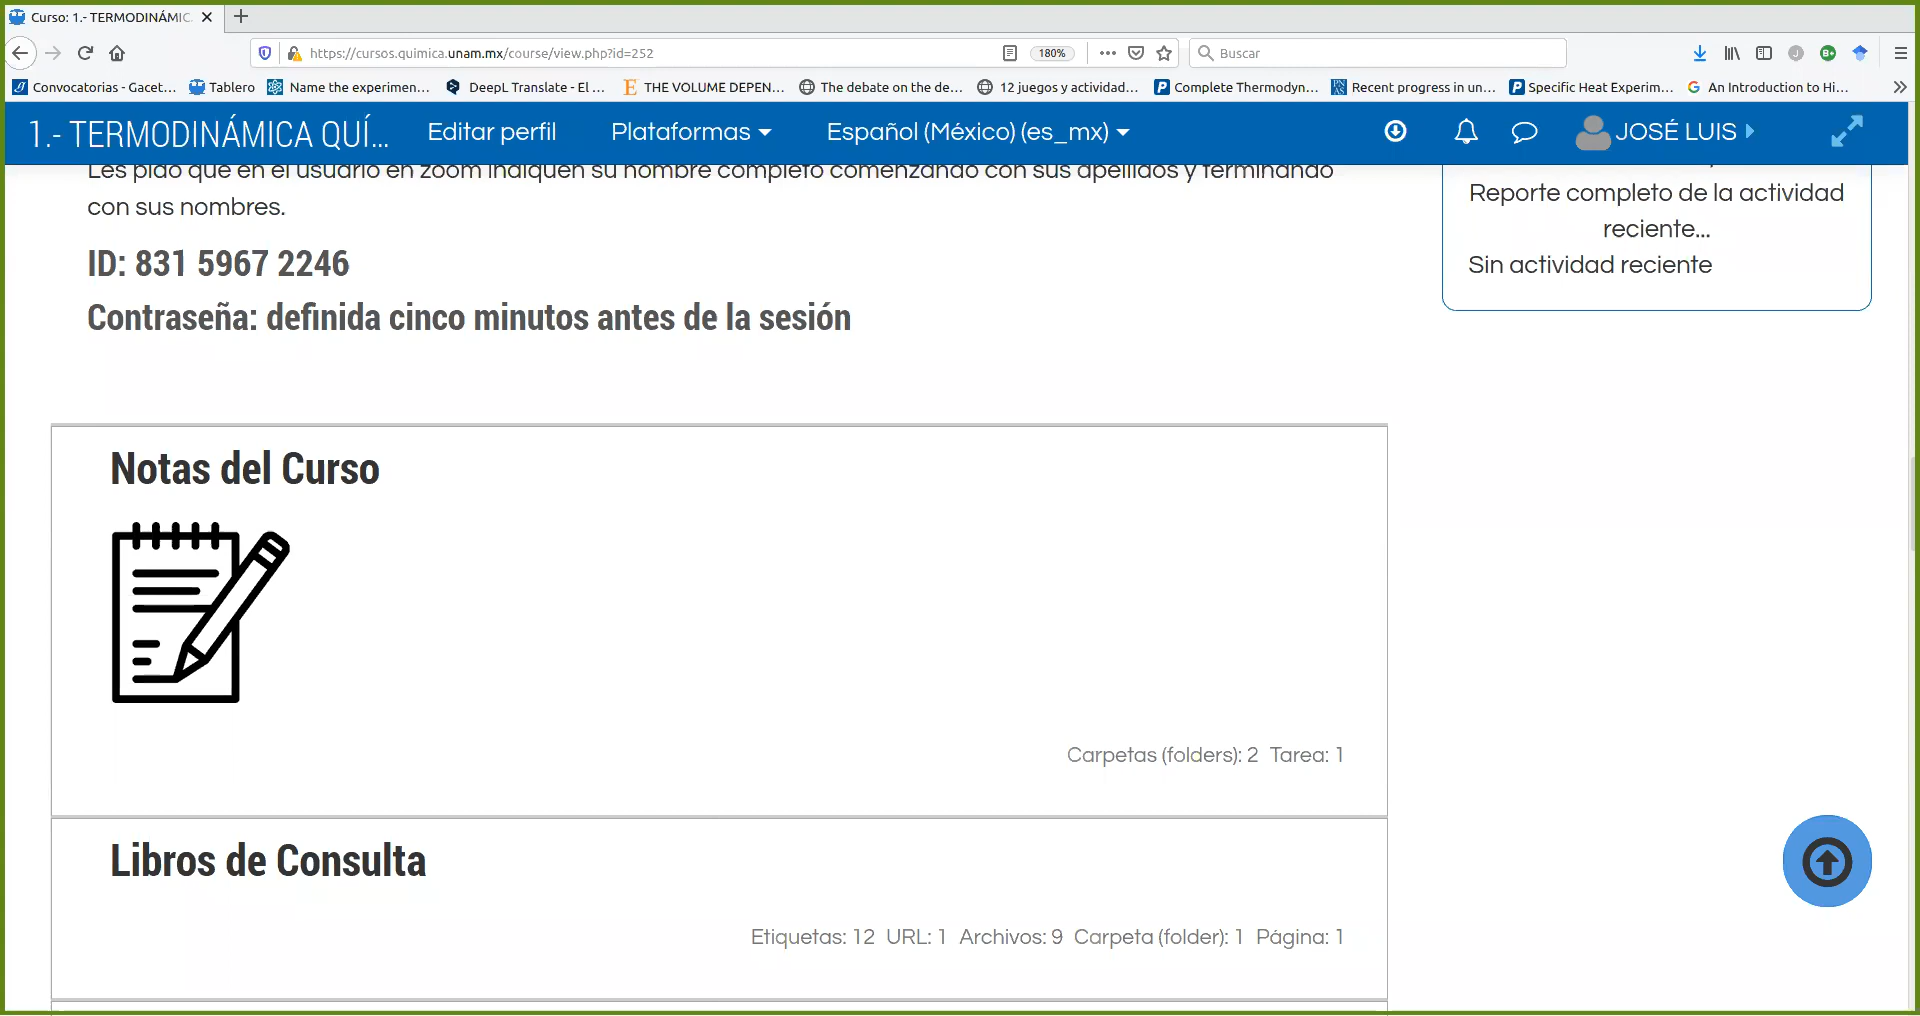 Curso: 1.- TERMODINÁMIC
https://cursos.quimica.unam.mx/course/view.php?id=252
180%
Buscar
Convocatorias - Gacet...
Tablero
Name the experimen...
DeepL Translate - El ...
THE VOLUME DEPEN...
The debate on the de...
12 juegos y actividad...
Complete Thermodyn...
Recent progress in un...
Specific Heat Experim...
An Introduction to Hi...
1.- TERMODINÁMICA QUÍ...
Editar perfil
Plataformas
Español (México) (es_mx)
JOSÉ LUIS
Les pido que en el usuario en zoom indiquen su nombre completo comenzando con sus apellidos y terminando
con sus nombres.
ID: 831 5967 2246
Contraseña: definida cinco minutos antes de la sesión
Reporte completo de la actividad
reciente...
Sin actividad reciente
Notas del Curso
Carpetas (folders): 2 Tarea: 1
Libros de Consulta
Etiquetas: 12 URL: 1 Archivos: 9 Carpeta (folder): 1 Página: 1